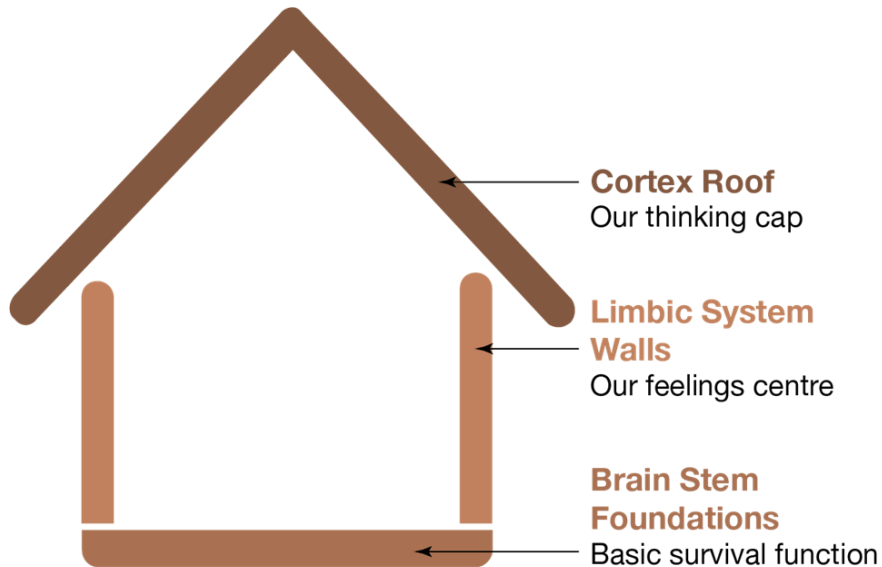 Cortex Roof
Our thinking cap
Limbic System
Walls
Our feelings centre
Brain Stem
Foundations
Basic survival function